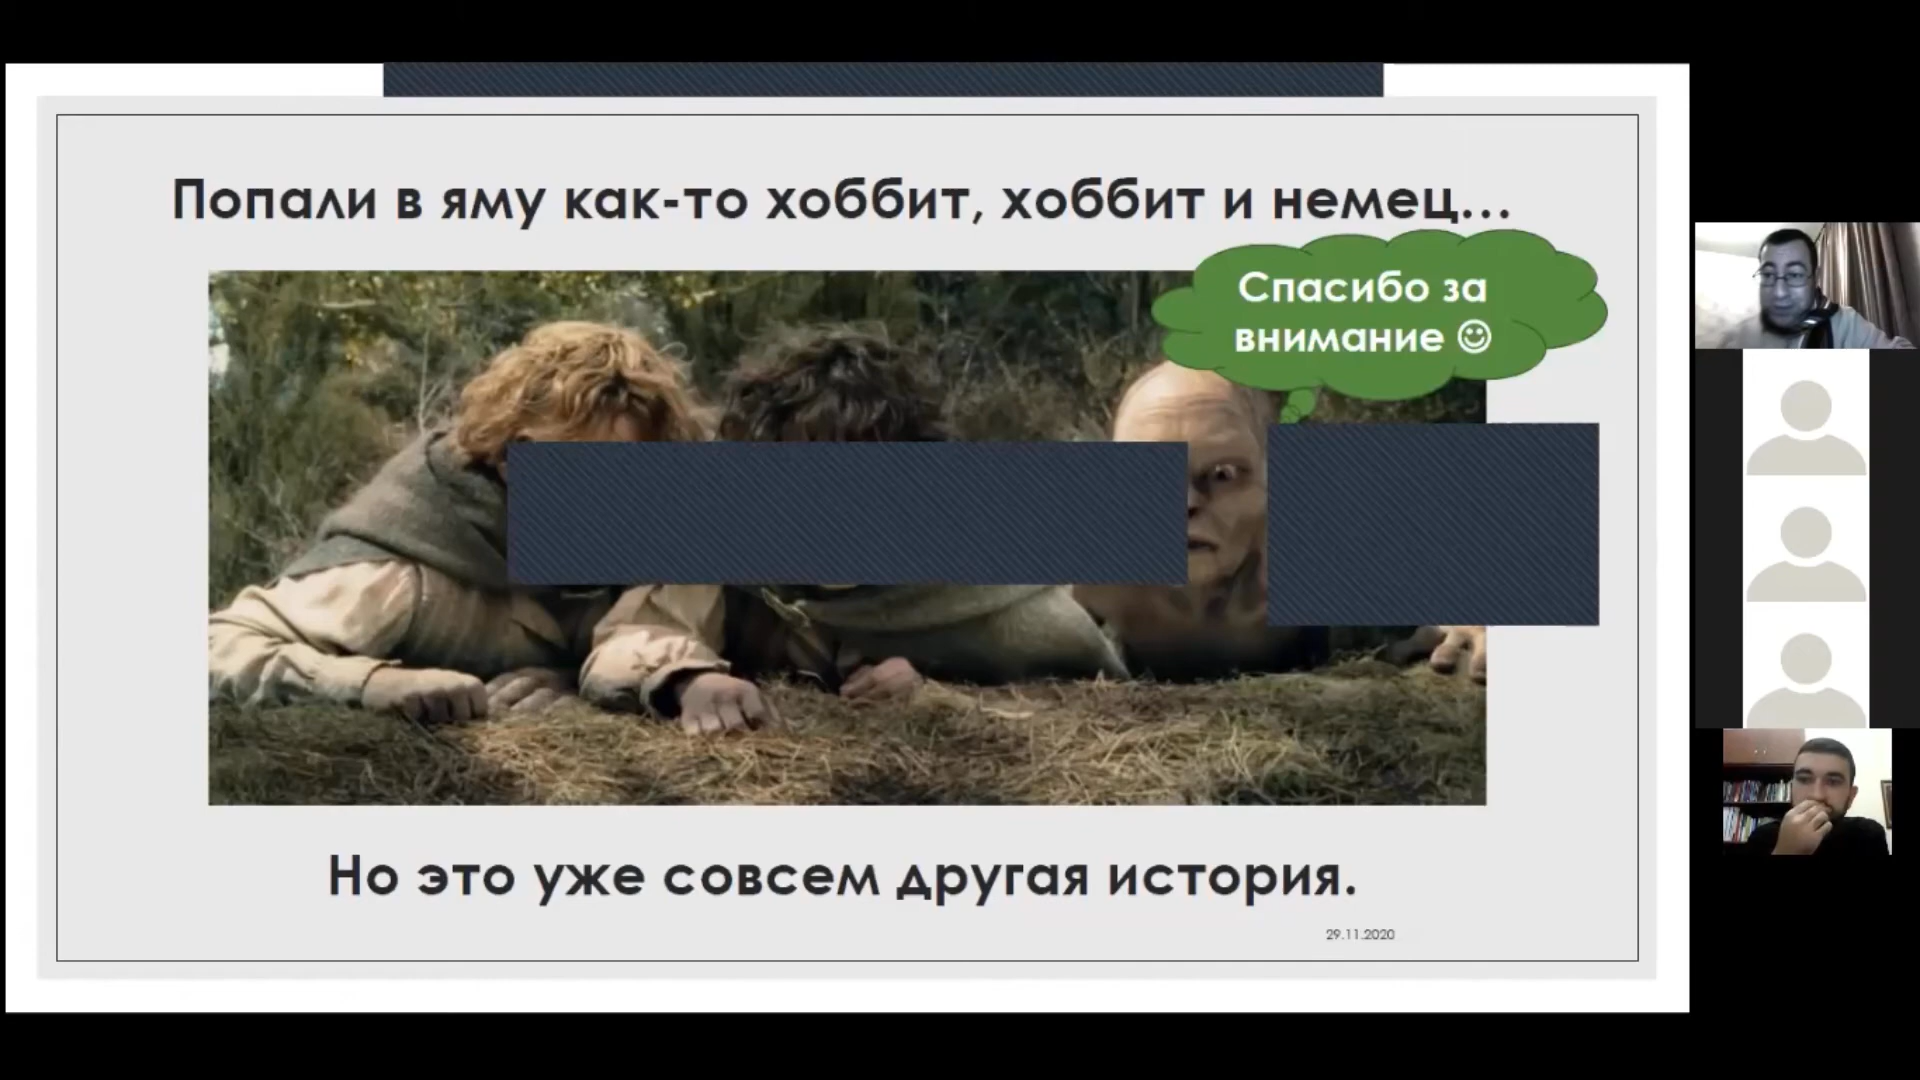 Попали в яму как-то хоббит, хоббит и немец...
Спасибо за
внимание ☺
Но это уже совсем другая история.
29.11.2020